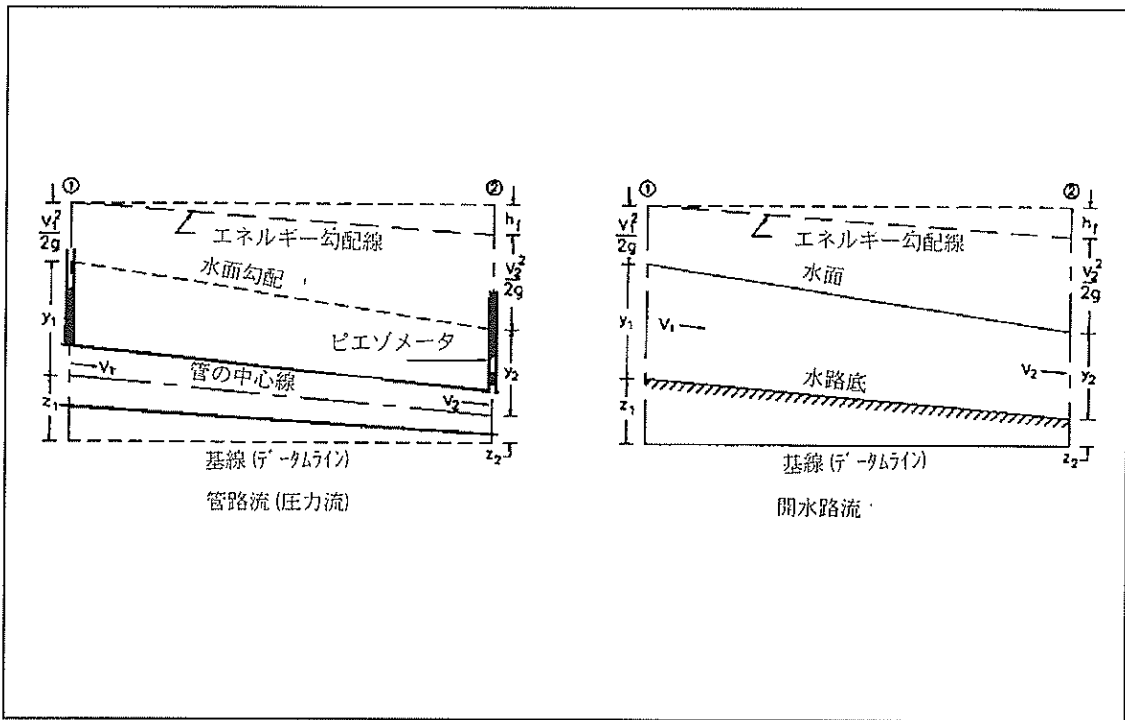 ①
②
v₁²
2g
h_f
エネルギー勾配線
水面勾配
v₂²
2g
y₁
ピエゾメータ
y₂
V₁
管の中心線
V₂
z₁
z₂
基線(データムライン)
管路流(圧力流)
①
②
v₁²
2g
h_f
エネルギー勾配線
水面
v₂²
2g
y₁
V₁
V₂
y₂
水路底
z₁
z₂
基線(データムライン)
開水路流